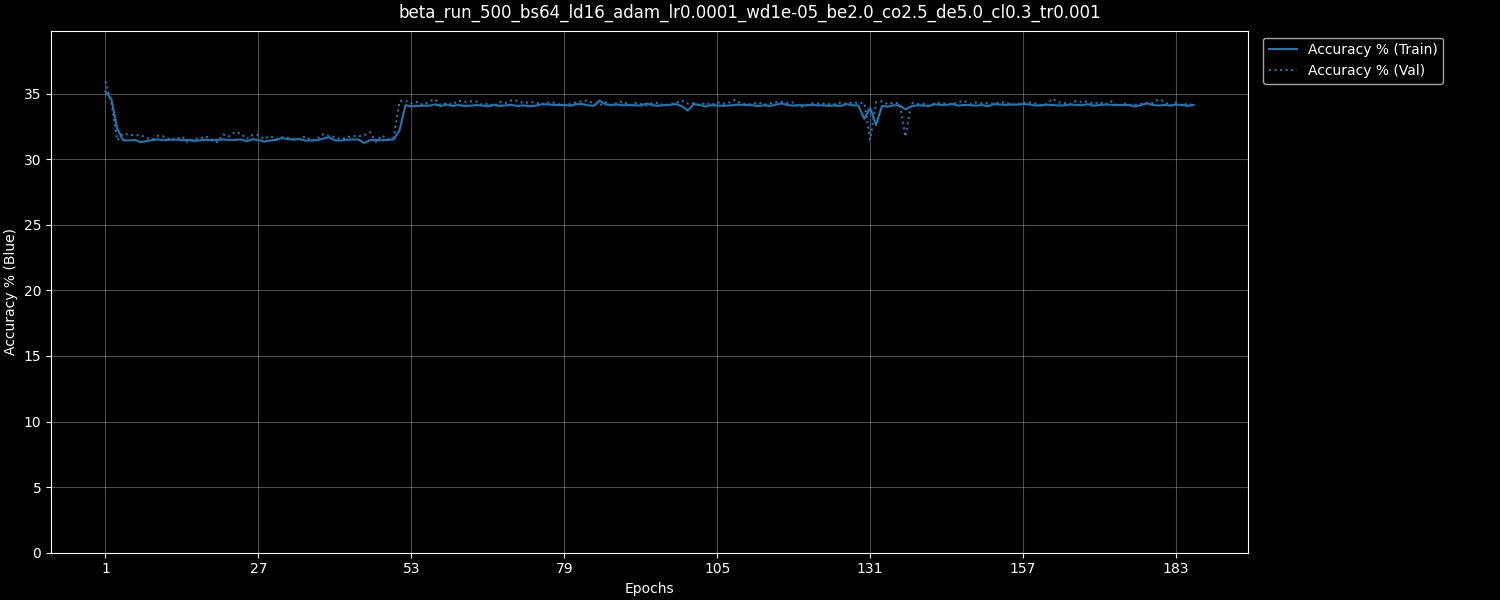 beta_run_500_bs64_ld16_adam_lr0.0001_wd1e-05_be2.0_co2.5_de5.0_cl0.3_tr0.001
Accuracy % (Train)
Accuracy % (Val)
Accuracy % (Blue)
35
30
25
20
15
10
5
0
1 27 53 79 105 131 157 183
Epochs